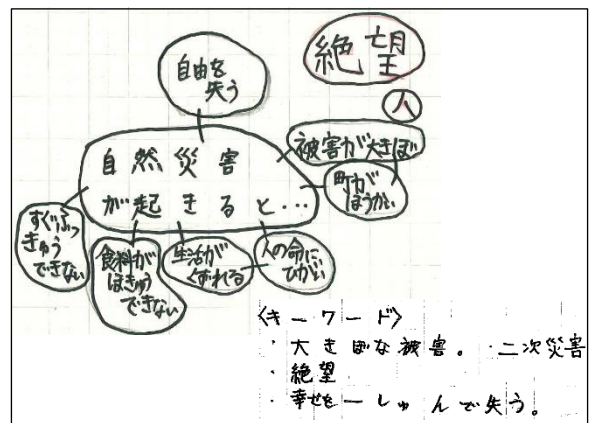 絶望
人
自由を
失う
自然災害
が起きると…
被害が大きぼ
町が
ほうかい
すぐふっ
きゅう
できない
食料が
ほきゅう
できない
生活が
くずれる
人の命に
ひがい
〈キーワード〉
・大きぼな被害。 ・二次災害
・絶望
・幸せを一しゅんで失う。